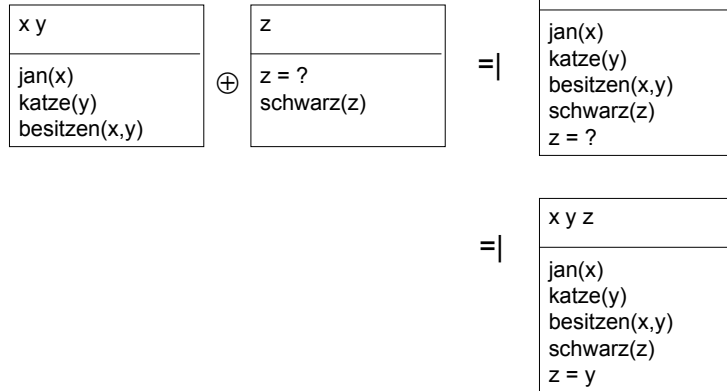 x y
jan(x)
katze(y)
besitzen(x,y)
⊕
z
z = ?
schwarz(z)
=|
jan(x)
katze(y)
besitzen(x,y)
schwarz(z)
z = ?
=|
x y z
jan(x)
katze(y)
besitzen(x,y)
schwarz(z)
z = y